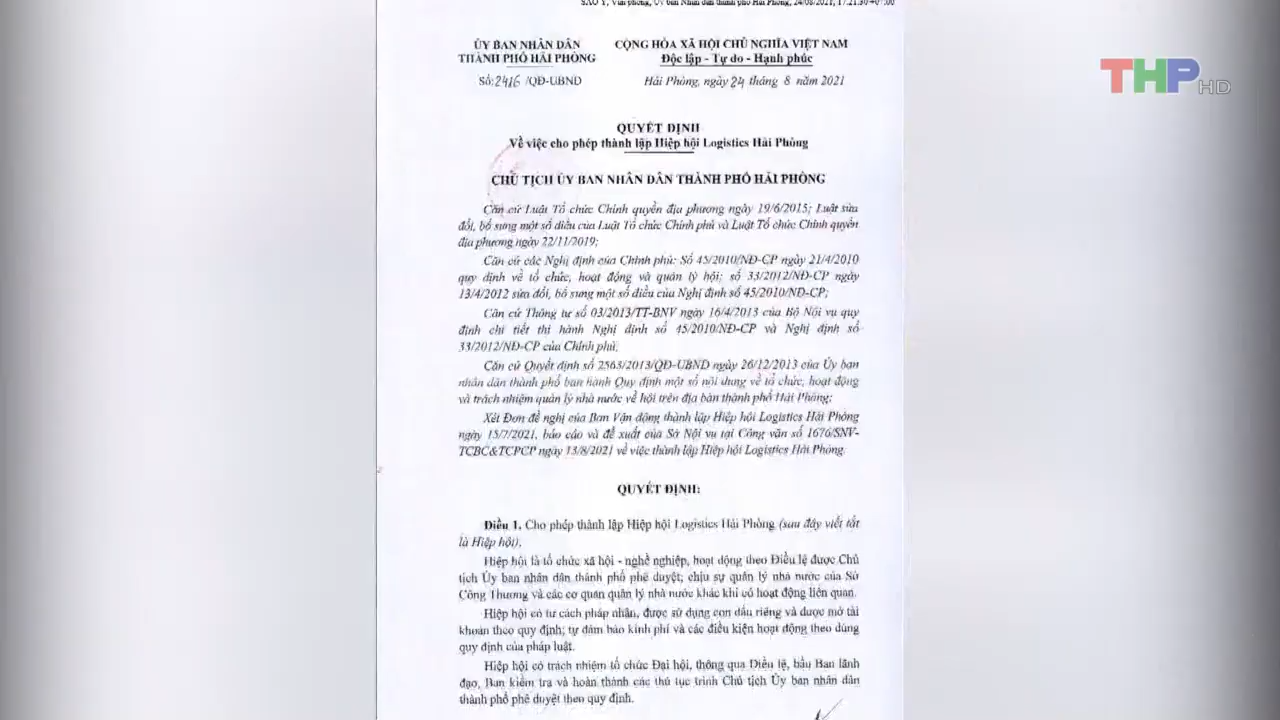 SAO Y, Văn phòng, Ủy ban Nhân dân thành phố Hải Phòng, 24/08/2021, 17:21:30+07:00
THP HD
ỦY BAN NHÂN DÂN
THÀNH PHỐ HẢI PHÒNG
Số: 2416 /QĐ-UBND
CỘNG HÒA XÃ HỘI CHỦ NGHĨA VIỆT NAM
Độc lập - Tự do - Hạnh phúc
Hải Phòng, ngày 24 tháng 8 năm 2021
QUYẾT ĐỊNH
Về việc cho phép thành lập Hiệp hội Logistics Hải Phòng
CHỦ TỊCH ỦY BAN NHÂN DÂN THÀNH PHỐ HẢI PHÒNG
Căn cứ Luật Tổ chức Chính quyền địa phương ngày 19/6/2015; Luật sửa
đổi, bổ sung một số điều của Luật Tổ chức Chính phủ và Luật Tổ chức Chính quyền
địa phương ngày 22/11/2019;
Căn cứ các Nghị định của Chính phủ: Số 45/2010/NĐ-CP ngày 21/4/2010
quy định về tổ chức, hoạt động và quản lý hội; số 33/2012/NĐ-CP ngày
13/4/2012 sửa đổi, bổ sung một số điều của Nghị định số 45/2010/NĐ-CP;
Căn cứ Thông tư số 03/2013/TT-BNV ngày 16/4/2013 của Bộ Nội vụ quy
định chi tiết thi hành Nghị định số 45/2010/NĐ-CP và Nghị định số
33/2012/NĐ-CP của Chính phủ;
Căn cứ Quyết định số 2563/2013/QĐ-UBND ngày 26/12/2013 của Ủy ban
nhân dân thành phố ban hành Quy định một số nội dung về tổ chức, hoạt động
và trách nhiệm quản lý nhà nước về hội trên địa bàn thành phố Hải Phòng;
Xét Đơn đề nghị của Ban Vận động thành lập Hiệp hội Logistics Hải Phòng
ngày 15/7/2021, báo cáo và đề xuất của Sở Nội vụ tại Công văn số 1676/SNV-
TCBC&TCPCP ngày 13/8/2021 về việc thành lập Hiệp hội Logistics Hải Phòng.
QUYẾT ĐỊNH:
Điều 1. Cho phép thành lập Hiệp hội Logistics Hải Phòng (sau đây viết tắt
là Hiệp hội).
Hiệp hội là tổ chức xã hội - nghề nghiệp, hoạt động theo Điều lệ được Chủ
tịch Ủy ban nhân dân thành phố phê duyệt; chịu sự quản lý nhà nước của Sở
Công Thương và các cơ quan quản lý nhà nước khác khi có hoạt động liên quan.
Hiệp hội có tư cách pháp nhân, được sử dụng con dấu riêng và được mở tài
khoản theo quy định; tự đảm bảo kinh phí và các điều kiện hoạt động theo đúng
quy định của pháp luật.
Hiệp hội có trách nhiệm tổ chức Đại hội, thông qua Điều lệ, bầu Ban lãnh
đạo, Ban kiểm tra và hoàn thành các thủ tục trình Chủ tịch Ủy ban nhân dân
thành phố phê duyệt theo quy định.